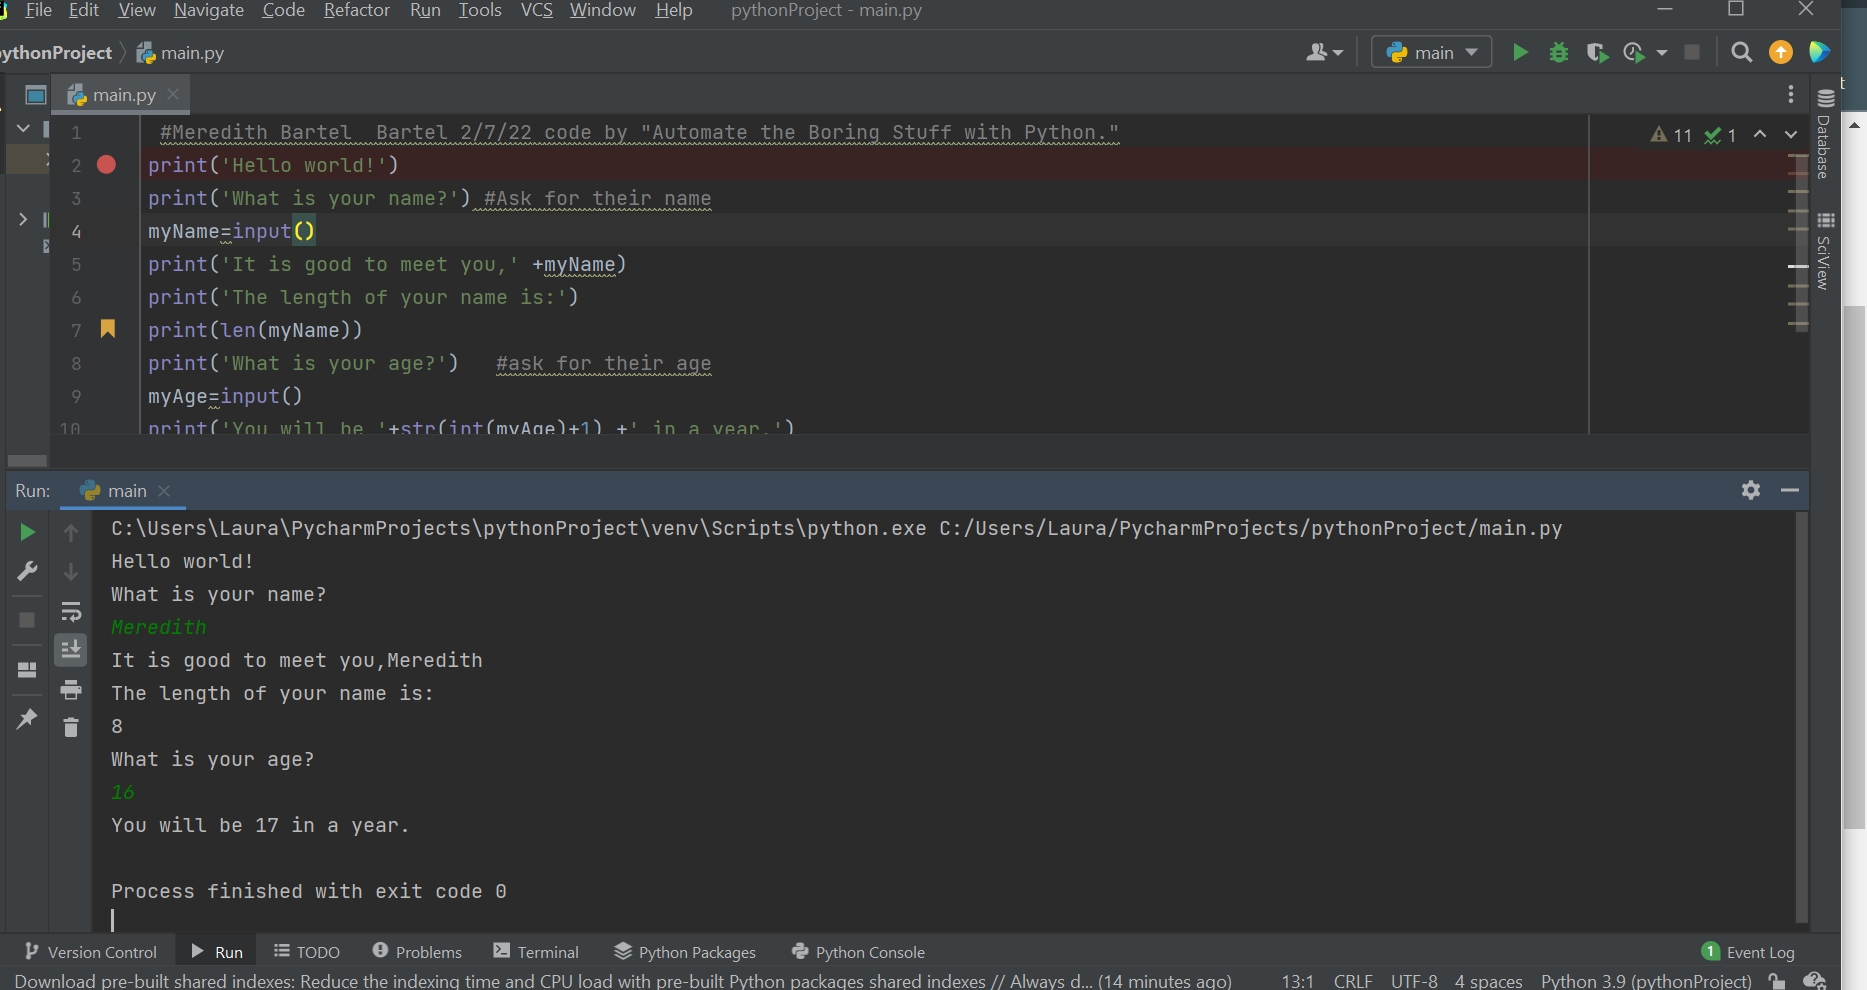 File Edit View Navigate Code Refactor Run Tools VCS Window Help pythonProject - main.py
pythonProject main.py
main
main.py
Database
SciView
11 1
1 #Meredith Bartel  Bartel 2/7/22 code by "Automate the Boring Stuff with Python."
2 print('Hello world!')
3 print('What is your name?') #Ask for their name
4 myName=input()
5 print('It is good to meet you,' +myName)
6 print('The length of your name is:')
7 print(len(myName))
8 print('What is your age?')   #ask for their age
9 myAge=input()
10 print('You will be '+str(int(myAge)+1) +' in a year.')
Run: main
C:\Users\Laura\PycharmProjects\pythonProject\venv\Scripts\python.exe C:/Users/Laura/PycharmProjects/pythonProject/main.py
Hello world!
What is your name?
Meredith
It is good to meet you,Meredith
The length of your name is:
8
What is your age?
16
You will be 17 in a year.
Process finished with exit code 0
Version Control Run TODO Problems Terminal Python Packages Python Console 1 Event Log
Download pre-built shared indexes: Reduce the indexing time and CPU load with pre-built Python packages shared indexes // Always d... (14 minutes ago) 13:1 CRLF UTF-8 4 spaces Python 3.9 (pythonProject)